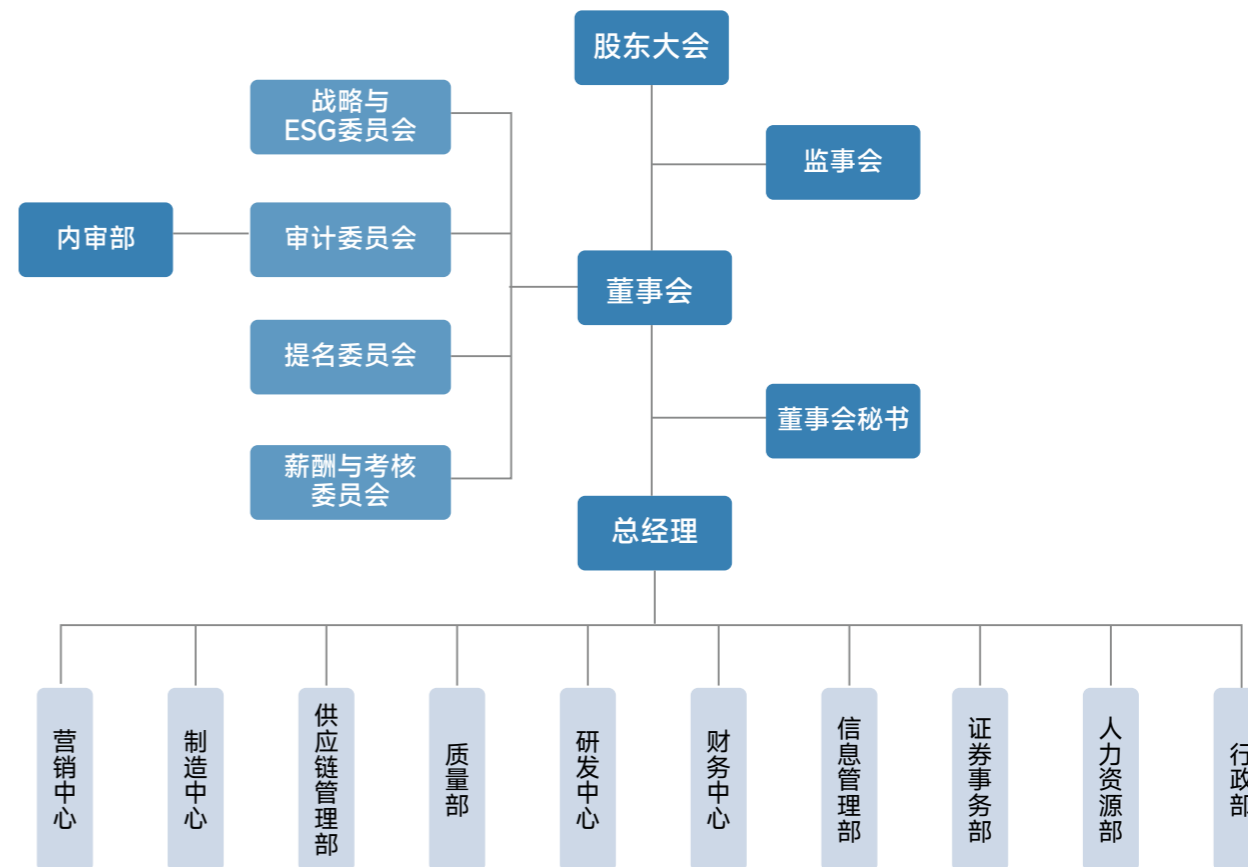 股东大会
战略与
ESG委员会
监事会
内审部
审计委员会
董事会
提名委员会
董事会秘书
薪酬与考核
委员会
总经理
营销中心
制造中心
供应链管理部
质量部
研发中心
财务中心
信息管理部
证券事务部
人力资源部
行政部